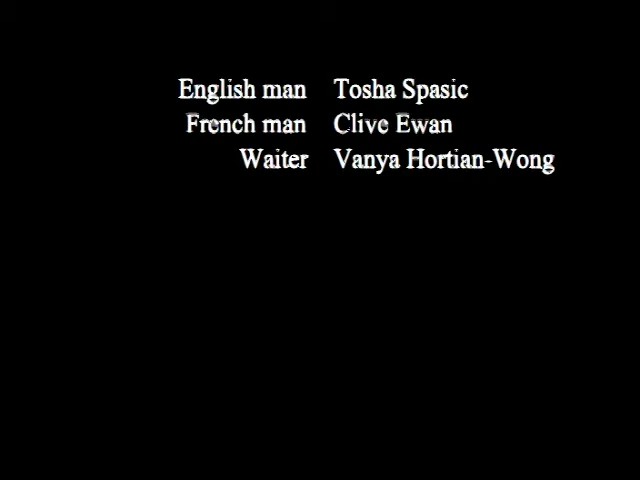 English man Tosha Spasic
French man Clive Ewan
Waiter Vanya Hortian-Wong